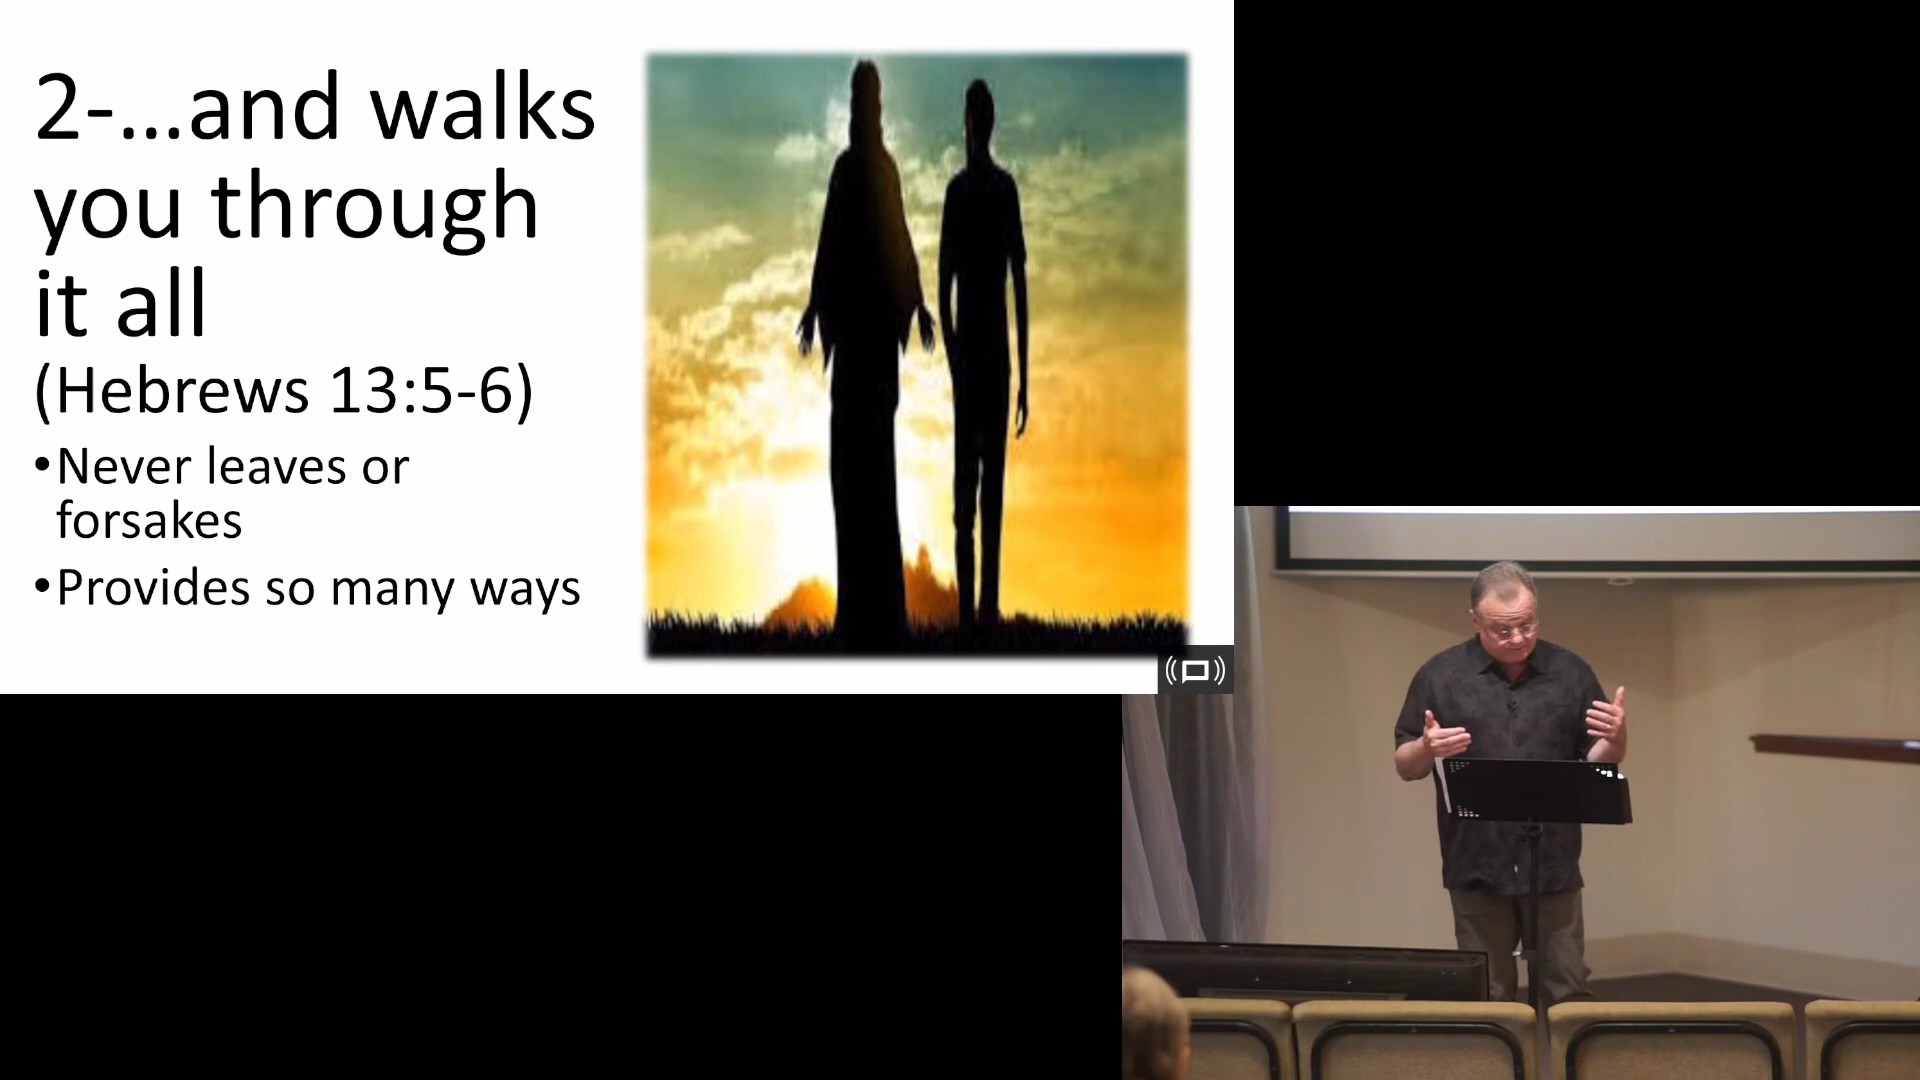 2-...and walks
you through
it all
(Hebrews 13:5-6)
•Never leaves or
forsakes
•Provides so many ways